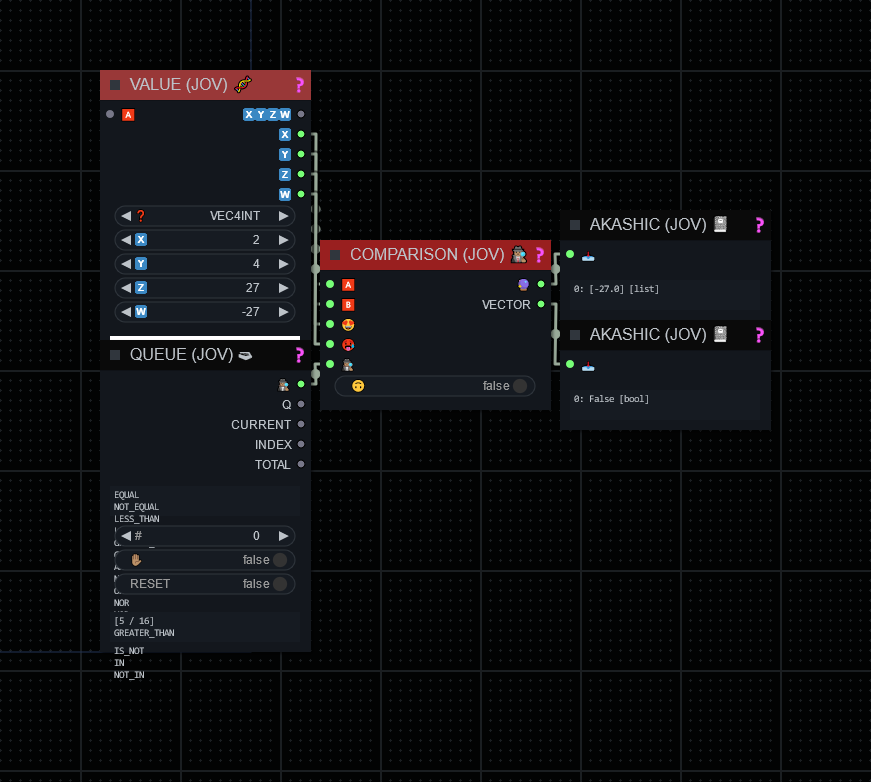 VALUE (JOV)
A
X Y Z W
X
Y
Z
W
VEC4INT
X 2
Y 4
Z 27
W -27
QUEUE (JOV)
Q
CURRENT
INDEX
TOTAL
EQUAL
NOT_EQUAL
LESS_THAN
# 0
false
RESET false
NOR
[5 / 16]
GREATER_THAN
IS_NOT
IN
NOT_IN
COMPARISON (JOV)
A
B
VECTOR
false
AKASHIC (JOV)
0: [-27.0] [list]
AKASHIC (JOV)
0: False [bool]